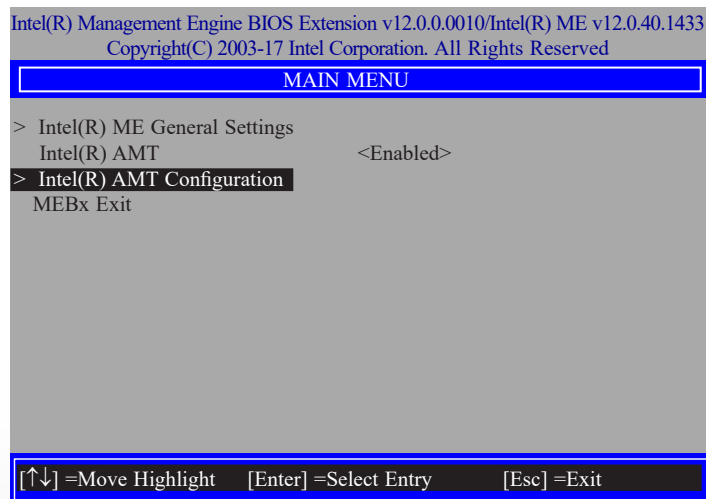 Intel(R) Management Engine BIOS Extension v12.0.0.0010/Intel(R) ME v12.0.40.1433
Copyright(C) 2003-17 Intel Corporation. All Rights Reserved
MAIN MENU
> Intel(R) ME General Settings
Intel(R) AMT <Enabled>
> Intel(R) AMT Configuration
MEBx Exit
[↑↓] =Move Highlight [Enter] =Select Entry [Esc] =Exit